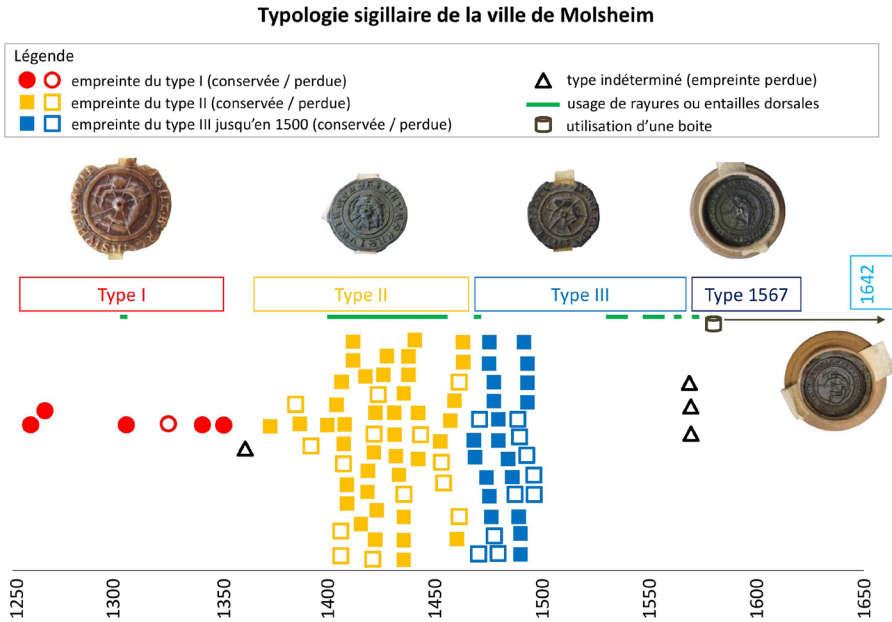 Typologie sigillaire de la ville de Molsheim
Légende
empreinte du type I (conservée / perdue)
empreinte du type II (conservée / perdue)
empreinte du type III jusqu’en 1500 (conservée / perdue)
type indéterminé (empreinte perdue)
usage de rayures ou entailles dorsales
utilisation d’une boite
Type I
Type II
Type III
Type 1567
1642
1250
1300
1350
1400
1450
1500
1550
1600
1650